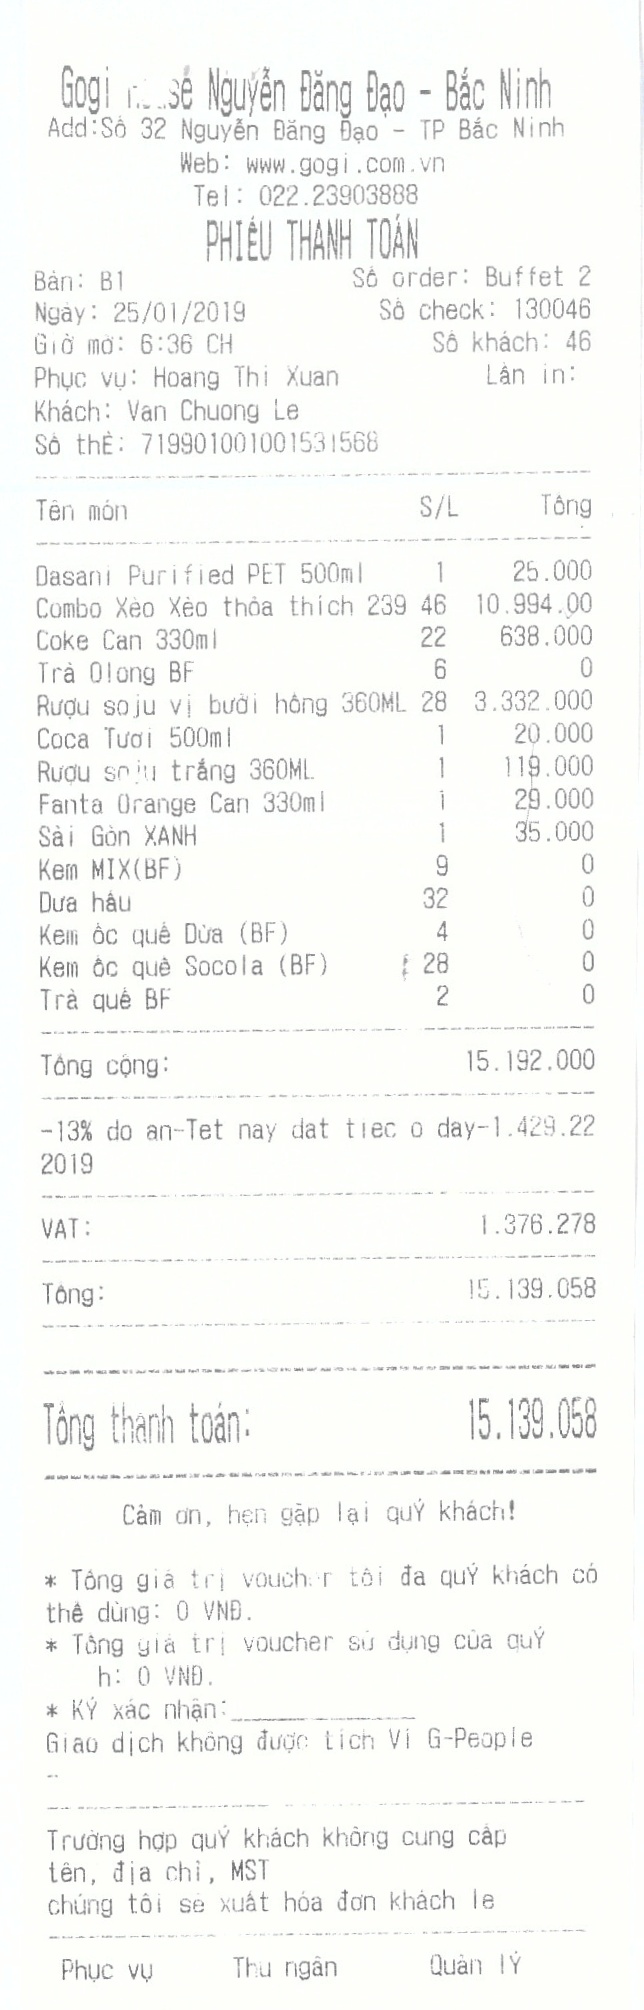 Gogi Nguyễn Đăng Đạo - Bắc Ninh
Add:Số 32 Nguyễn Đăng Đạo - TP Bắc Ninh
Web: www.gogi.com.vn
Tel: 022.23903888
PHIẾU THANH TOÁN
Bàn: B1 Số order: Buffet 2
Ngày: 25/01/2019 Số check: 130046
Giờ mở: 6:36 CH Số khách: 46
Phục vụ: Hoang Thi Xuan Lần in:
Khách: Van Chuong Le
Số thẺ: 719901001001531568
Tên món S/L Tổng
Dasani Purified PET 500ml 1 25.000
Combo Xèo Xèo thỏa thích 239 46 10.994.00
Coke Can 330ml 22 638.000
Trà Olong BF 6 0
Rượu soju vị bưởi hồng 360ML 28 3.332.000
Coca Tươi 500ml 1 20.000
Rượu soju trắng 360ML 1 119.000
Fanta Orange Can 330ml 1 29.000
Sài Gòn XANH 1 35.000
Kem MIX(BF) 9 0
Dưa hấu 32 0
Kem ốc quế Dừa (BF) 4 0
Kem ốc quế Socola (BF) 28 0
Trà quế BF 2 0
Tổng cộng: 15.192.000
-13% do an-Tet nay dat tiec o day-1.429.22
2019
VAT: 1.376.278
Tổng: 15.139.058
Tổng thanh toán: 15.139.058
Cảm ơn, hẹn gặp lại quÝ khách!
* Tổng giá trị voucher tối đa quÝ khách có
thể dùng: 0 VNĐ.
* Tổng giá trị voucher sử dụng của quÝ
h: 0 VNĐ.
* KÝ xác nhận:
Giao dịch không được tích Ví G-People
-
Trường hợp quÝ khách không cung cấp
tên, địa chỉ, MST
chúng tôi sẽ xuất hóa đơn khách lẻ
Phục vụ Thu ngân Quản lÝ